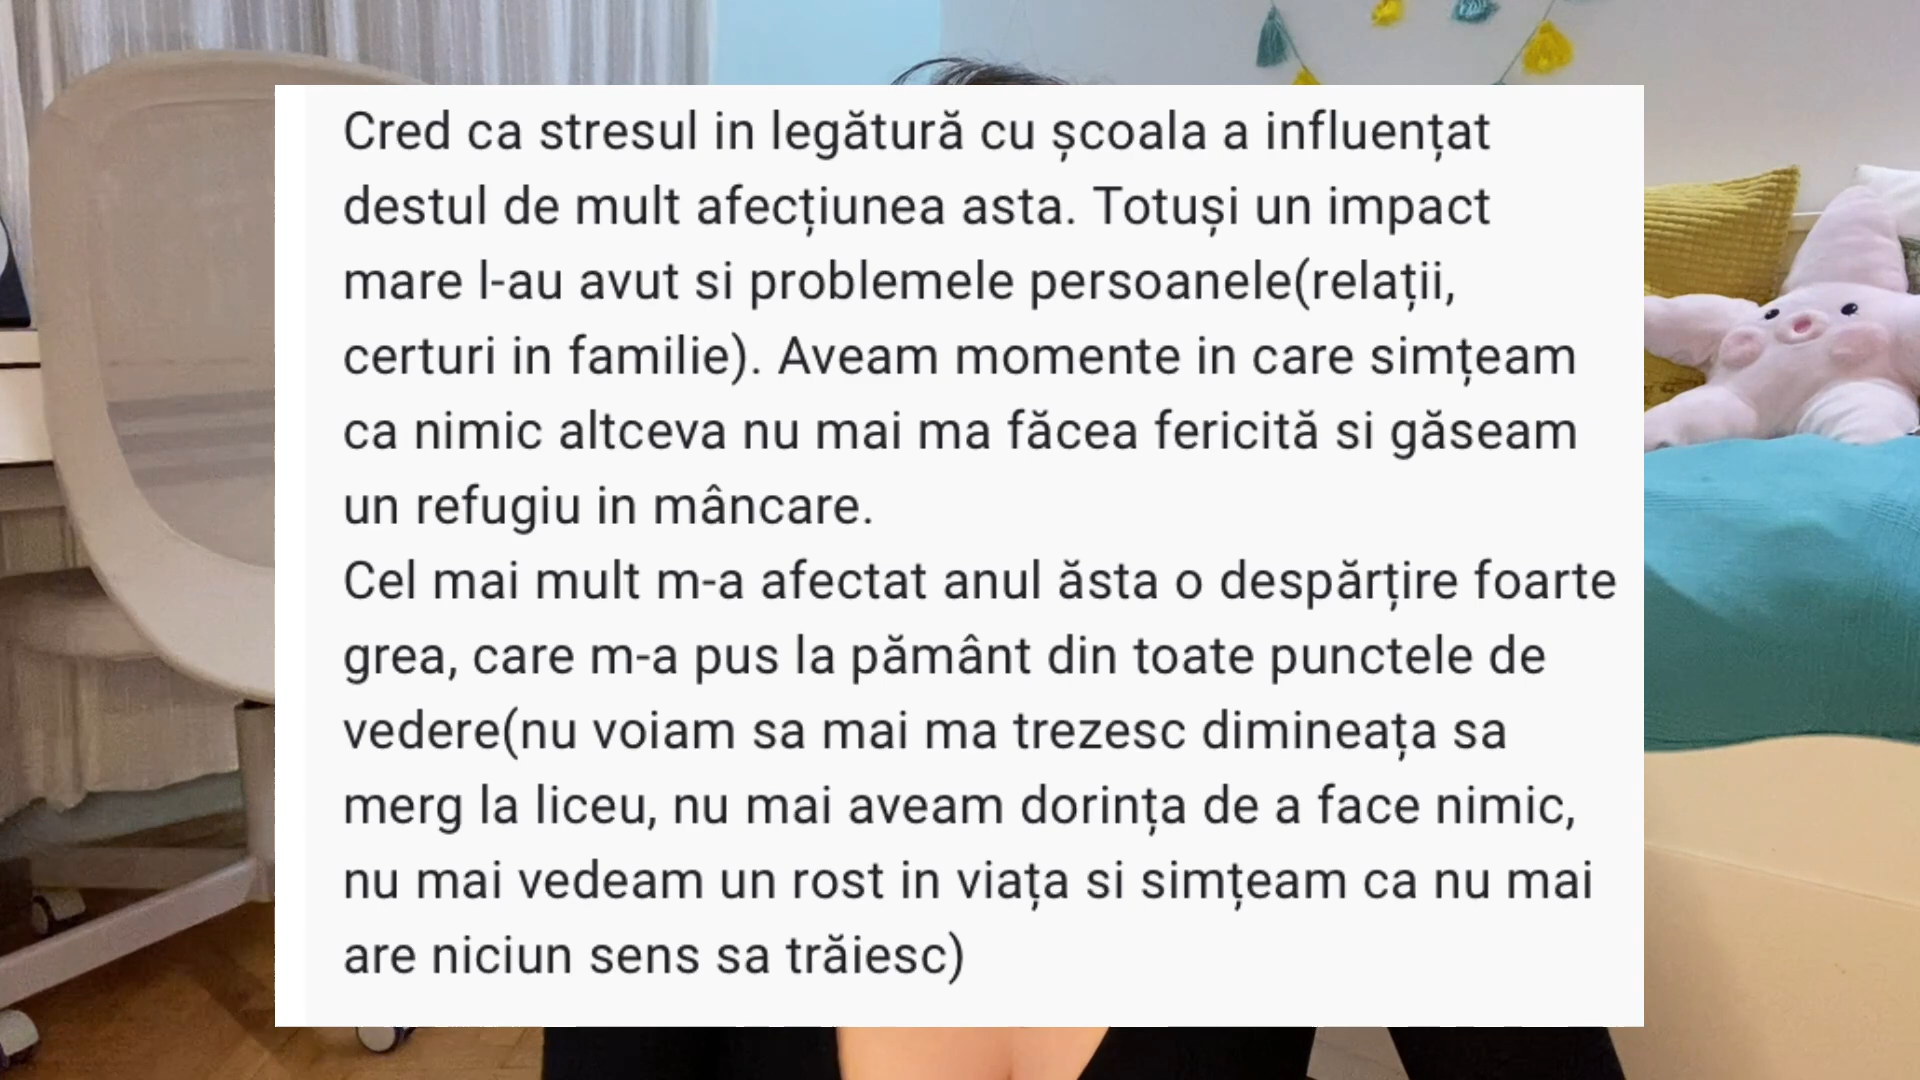 Cred ca stresul in legătură cu școala a influențat
destul de mult afecțiunea asta. Totuși un impact
mare l-au avut si problemele persoanele(relații,
certuri in familie). Aveam momente in care simțeam
ca nimic altceva nu mai ma făcea fericită si găseam
un refugiu in mâncare.
Cel mai mult m-a afectat anul ăsta o despărțire foarte
grea, care m-a pus la pământ din toate punctele de
vedere(nu voiam sa mai ma trezesc dimineața sa
merg la liceu, nu mai aveam dorința de a face nimic,
nu mai vedeam un rost in viața si simțeam ca nu mai
are niciun sens sa trăiesc)